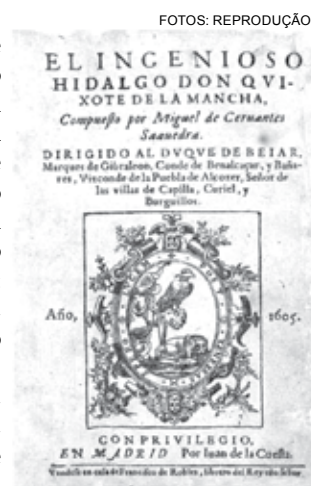 FOTOS: REPRODUÇÃO
EL INGENIOSO
HIDALGO DON QVI-
XOTE DE LA MANCHA,
Compuesto por Miguel de Ceruantes
Saauedra.
DIRIGIDO AL DVQVE DE BEIAR,
Marques de Gibraleon, Conde de Benalcaçar, y Baña-
res, Vizconde de la Puebla de Alcozer, Señor de
las villas de Capilla, Curiel, y
Burguillos.
Año, 1605.
CON PRIVILEGIO,
EN MADRID Por Iuan de la Cuesta.
Vendese en casa de Francisco de Robles, librero del Rey nro señor